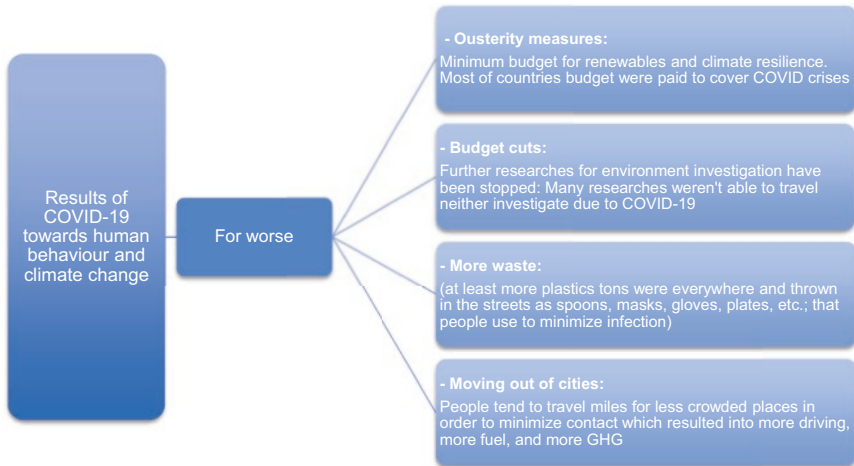 Results of
COVID-19
towards human
behaviour and
climate change
For worse
- Ousterity measures:
Minimum budget for renewables and climate resilience.
Most of countries budget were paid to cover COVID crises
- Budget cuts:
Further researches for environment investigation have
been stopped: Many researches weren't able to travel
neither investigate due to COVID-19
- More waste:
(at least more plastics tons were everywhere and thrown
in the streets as spoons, masks, gloves, plates, etc.; that
people use to minimize infection)
- Moving out of cities:
People tend to travel miles for less crowded places in
order to minimize contact which resulted into more driving,
more fuel, and more GHG